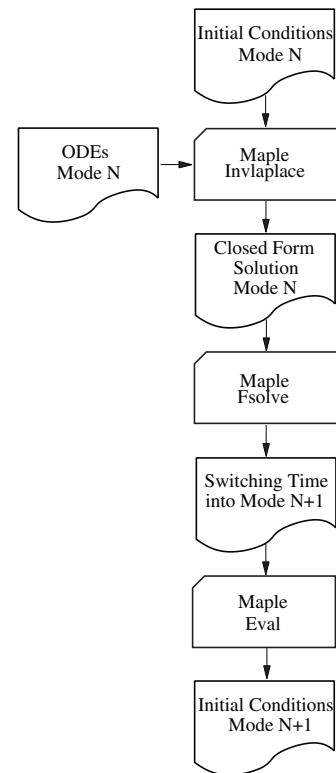 Initial Conditions
Mode N
ODEs
Mode N
Maple
Invlaplace
Closed Form
Solution
Mode N
Maple
Fsolve
Switching Time
into Mode N+1
Maple
Eval
Initial Conditions
Mode N+1